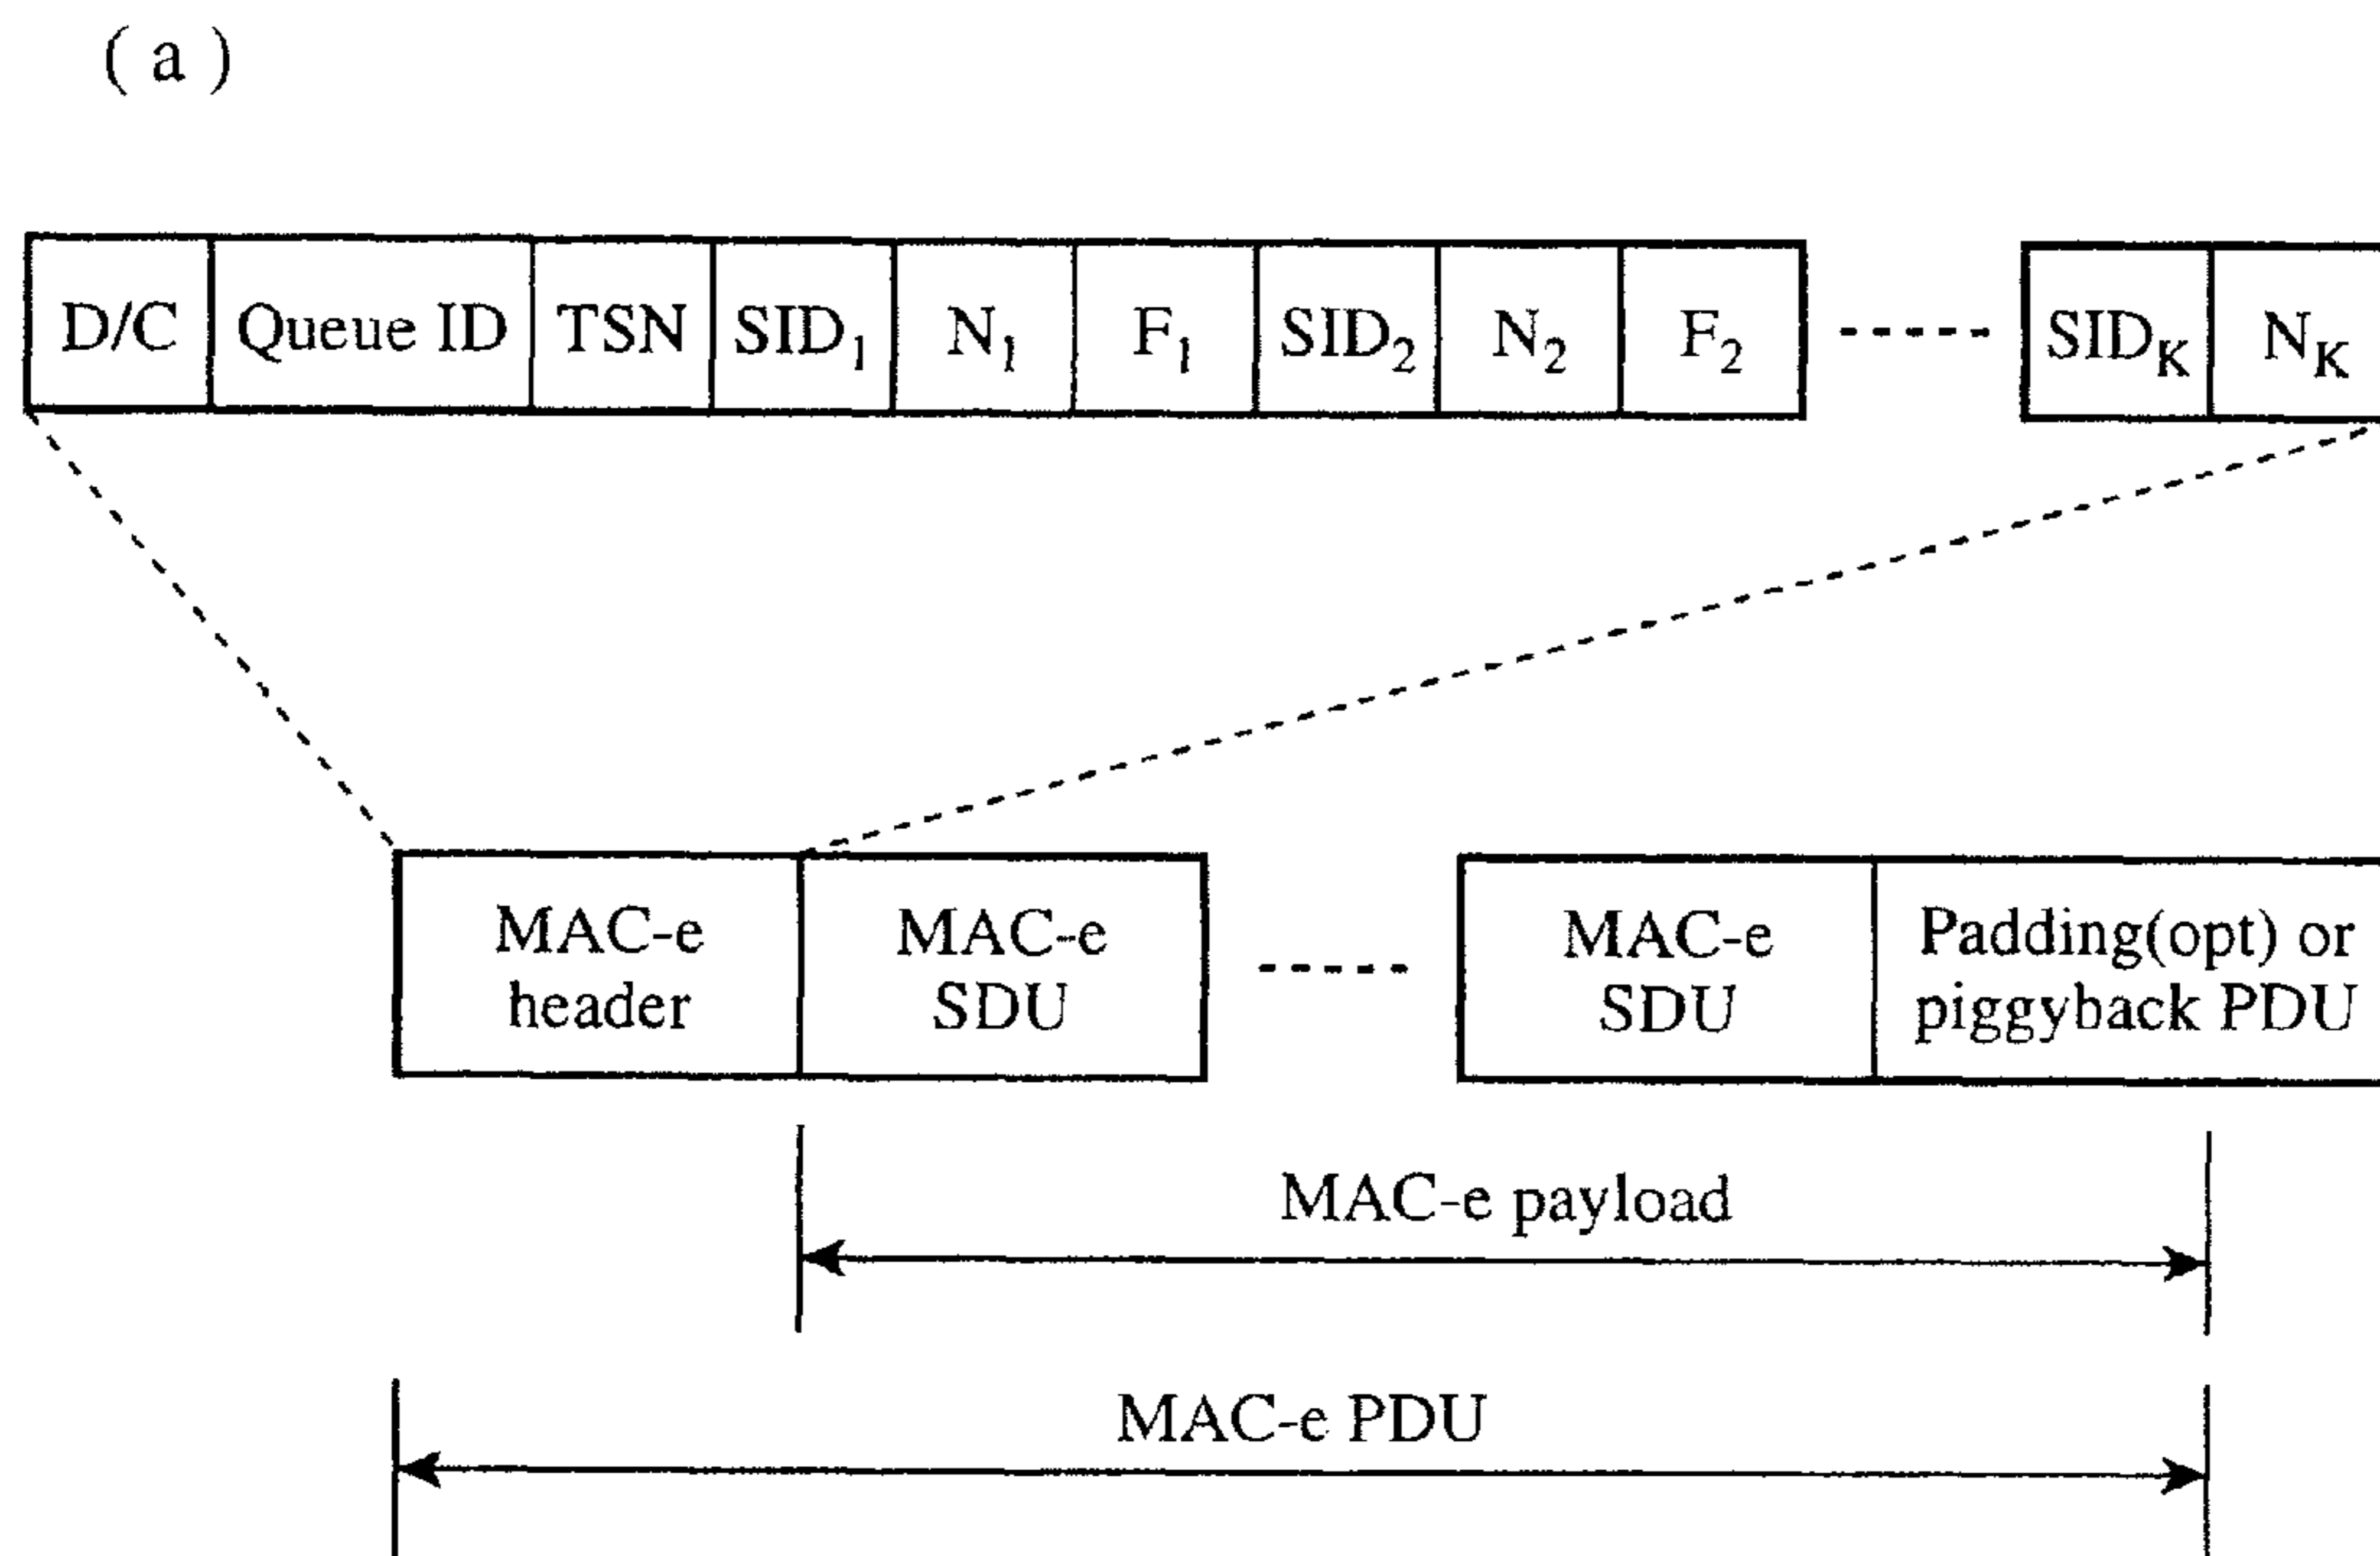 ( a )
D/C Queue ID TSN SID1 N1 F1 SID2 N2 F2 SIDK NK
MAC-e header
MAC-e SDU
MAC-e SDU
Padding(opt) or
piggyback PDU
MAC-e payload
MAC-e PDU